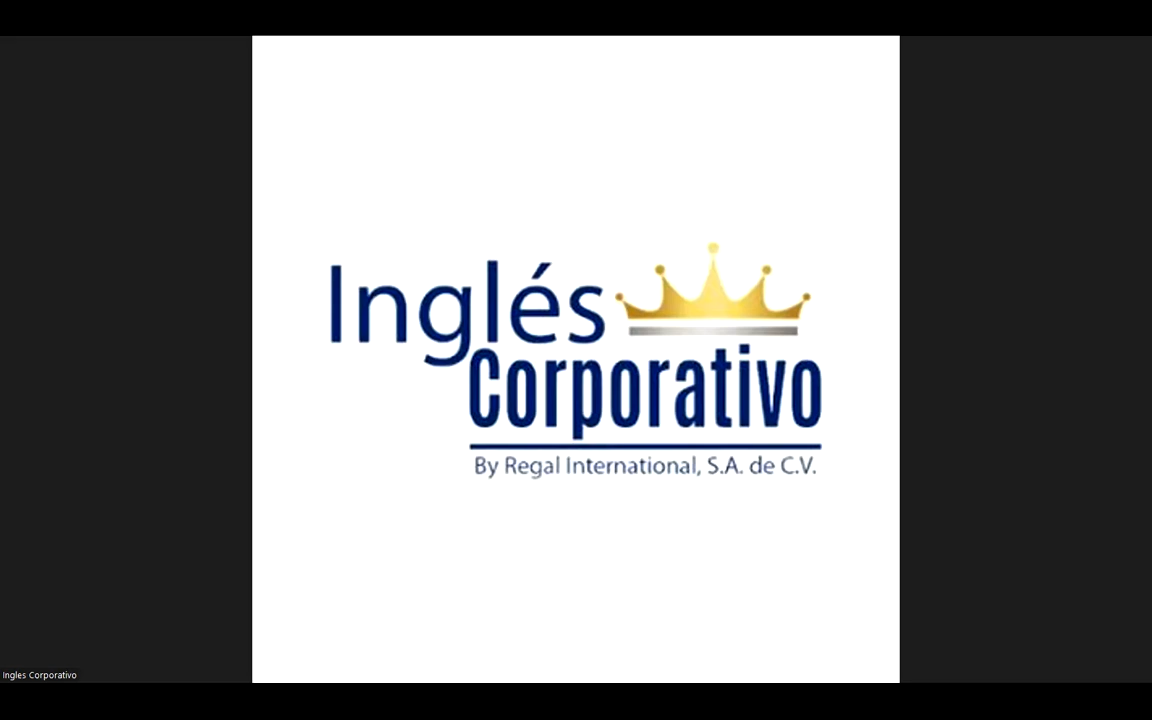 Inglés
Corporativo
By Regal International, S.A. de C.V.
Ingles Corporativo